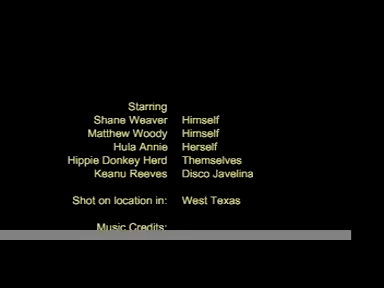 Starring
Shane Weaver Himself
Matthew Woody Himself
Hula Annie Herself
Hippie Donkey Herd Themselves
Keanu Reeves Disco Javelina
Shot on location in: West Texas
Music Credits: